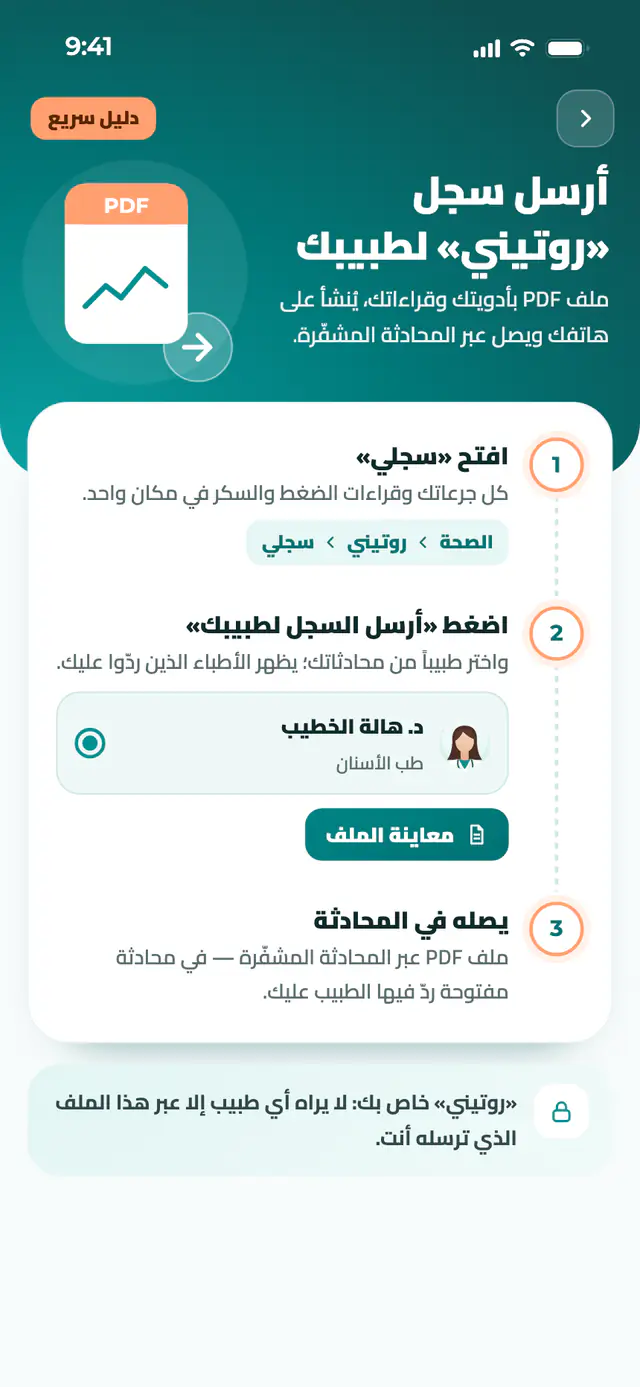 9:41
دليل سريع
PDF
أرسل سجل
«روتيني» لطبيبك
ملف PDF بأدويتك وقراءاتك، يُنشأ على
هاتفك ويصل عبر المحادثة المشفّرة.
1
افتح «سجلي»
كل جرعاتك وقراءات الضغط والسكر في مكان واحد.
الصحة › روتيني › سجلي
2
اضغط «أرسل السجل لطبيبك»
واختر طبيباً من محادثاتك؛ يظهر الأطباء الذين ردّوا عليك.
د. هالة الخطيب
طب الأسنان
معاينة الملف
3
يصله في المحادثة
ملف PDF عبر المحادثة المشفّرة — في محادثة
مفتوحة ردّ فيها الطبيب عليك.
«روتيني» خاص بك: لا يراه أي طبيب إلا عبر هذا الملف
الذي ترسله أنت.